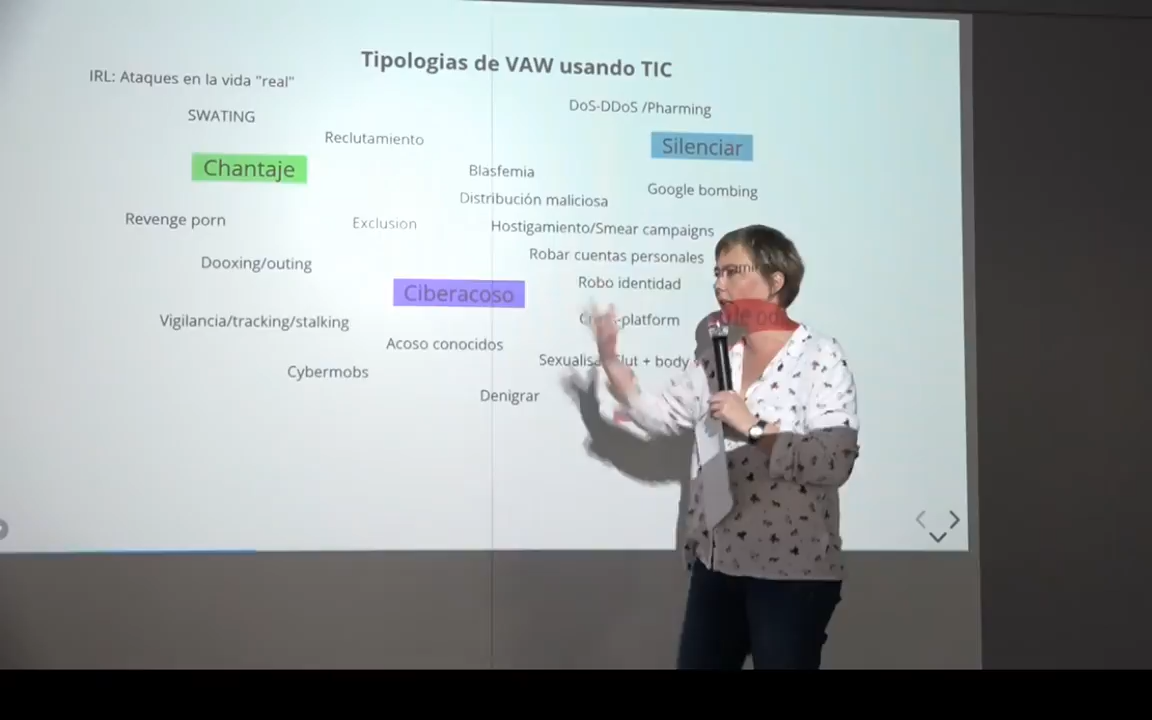 Tipologias de VAW usando TIC
IRL: Ataques en la vida "real"
DoS-DDoS /Pharming
SWATING
Reclutamiento
Silenciar
Chantaje
Blasfemia
Google bombing
Distribución maliciosa
Revenge porn
Exclusion
Hostigamiento/Smear campaigns
Robar cuentas personales
Dooxing/outing
Robo identidad
Ciberacoso
Vigilancia/tracking/stalking
-platform
Acoso conocidos
+ body
Cybermobs
Denigrar